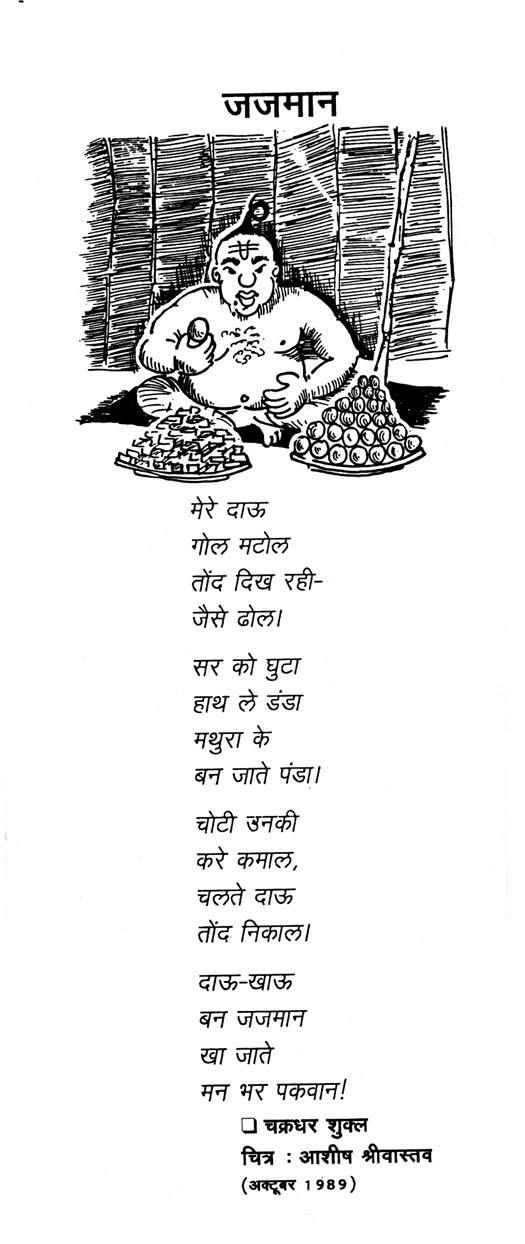 जजमान
मेरे दाऊ
गोल मटोल
तोंद दिख रही-
जैसे ढोल।
सर को घुटा
हाथ ले डंडा
मथुरा के
बन जाते पंडा।
चोटी उनकी
करे कमाल,
चलते दाऊ
तोंद निकाल।
दाऊ-खाऊ
बन जजमान
खा जाते
मन भर पकवान!
❑ चक्रधर शुक्ल
चित्र : आशीष श्रीवास्तव
(अक्टूबर 1989)